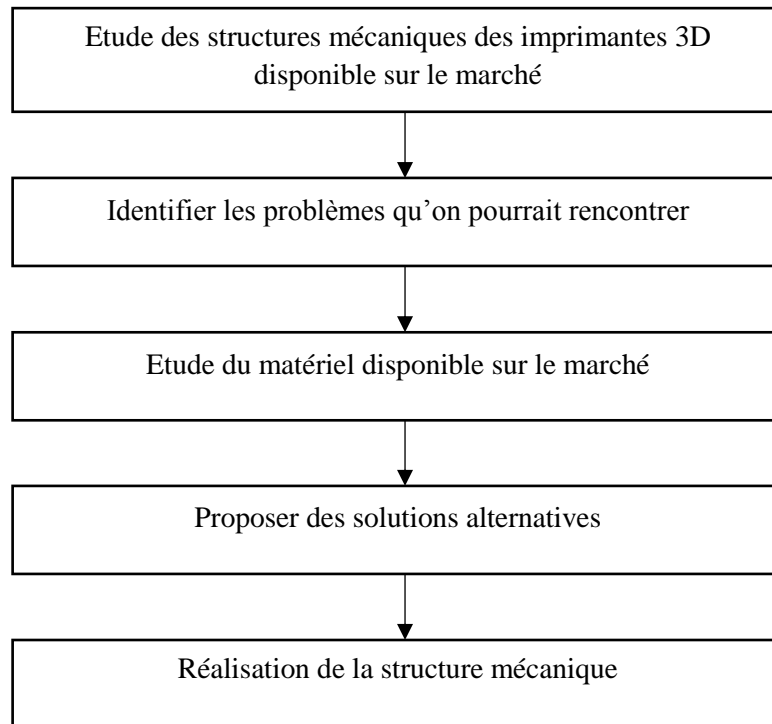 Etude des structures mécaniques des imprimantes 3D
disponible sur le marché
Identifier les problèmes qu’on pourrait rencontrer
Etude du matériel disponible sur le marché
Proposer des solutions alternatives
Réalisation de la structure mécanique